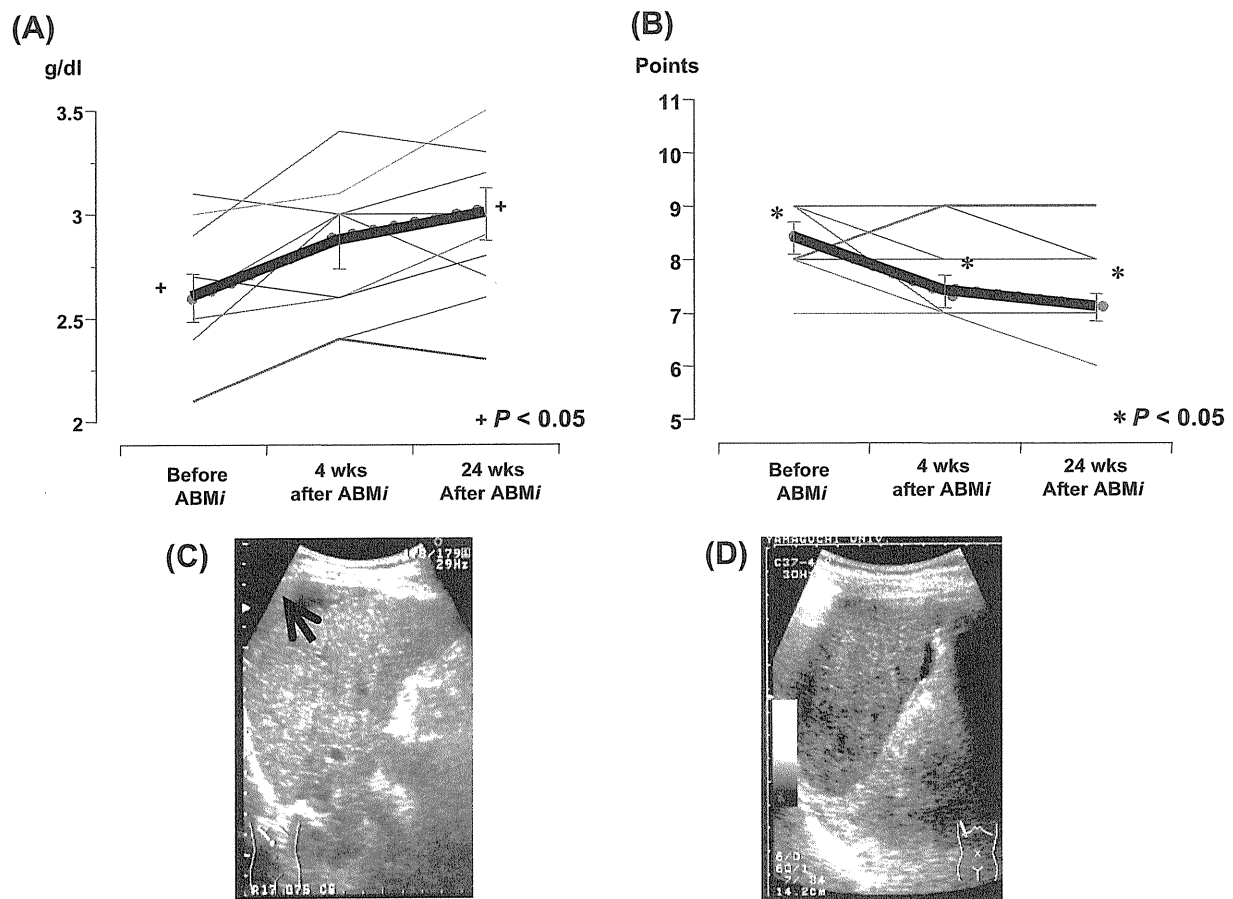 (A)
g/dl
3.5
3
2.5
2
+
+
+ P < 0.05
Before
ABMi
4 wks
after ABMi
24 wks
After ABMi
(B)
Points
11
10
9
8
7
6
5
*
*
*
* P < 0.05
Before
ABMi
4 wks
after ABMi
24 wks
After ABMi
(C)
29Hz
(D)
YAMAGUCHI UNIV.
14.2cm